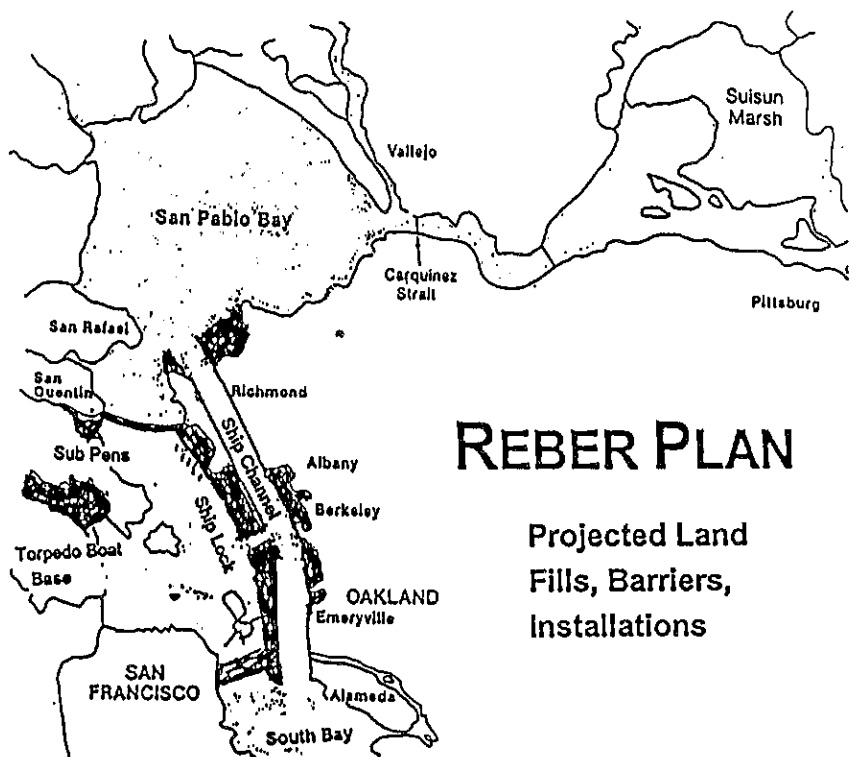 Suisun
Marsh
Vallejo
San Pablo Bay
Carquinez
Strait
Pittsburg
San Rafael
San
Quentin
Richmond
REBER PLAN
Sub Pens
Ship Channel
Albany
Ship Lock
Berkeley
Projected Land
Fills, Barriers,
Installations
Torpedo Boat
Base
OAKLAND
Emeryville
SAN
FRANCISCO
Alameda
South Bay